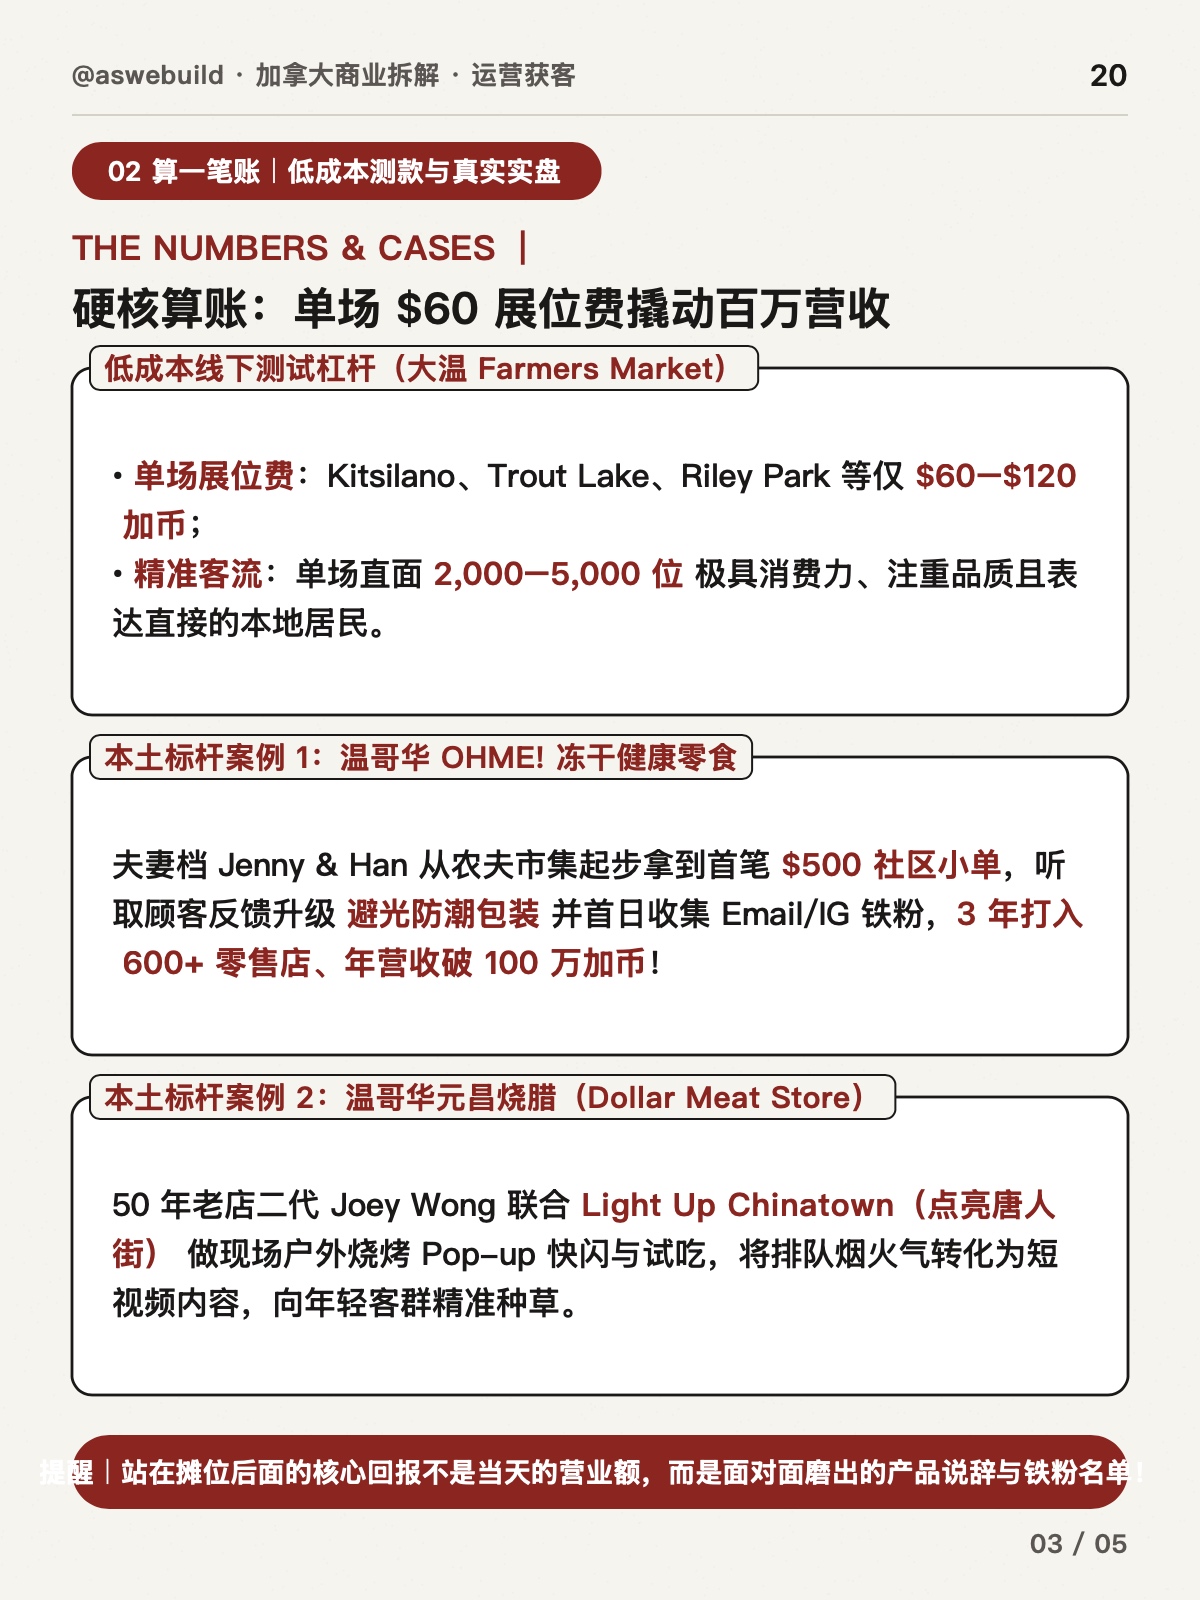 @aswebuild · 加拿大商业拆解 · 运营获客
20
02 算一笔账｜低成本测款与真实实盘
THE NUMBERS & CASES ｜
硬核算账：单场 $60 展位费撬动百万营收
低成本线下测试杠杆（大温 Farmers Market）
• 单场展位费：Kitsilano、Trout Lake、Riley Park 等仅 $60–$120
加币；
• 精准客流：单场直面 2,000–5,000 位 极具消费力、注重品质且表
达直接的本地居民。
本土标杆案例 1：温哥华 OHME! 冻干健康零食
夫妻档 Jenny & Han 从农夫市集起步拿到首笔 $500 社区小单，听
取顾客反馈升级 避光防潮包装 并首日收集 Email/IG 铁粉，3 年打入
600+ 零售店、年营收破 100 万加币！
本土标杆案例 2：温哥华元昌烧腊（Dollar Meat Store）
50 年老店二代 Joey Wong 联合 Light Up Chinatown（点亮唐人
街） 做现场户外烧烤 Pop-up 快闪与试吃，将排队烟火气转化为短
视频内容，向年轻客群精准种草。
提醒｜站在摊位后面的核心回报不是当天的营业额，而是面对面磨出的产品说辞与铁粉名单！
03 / 05